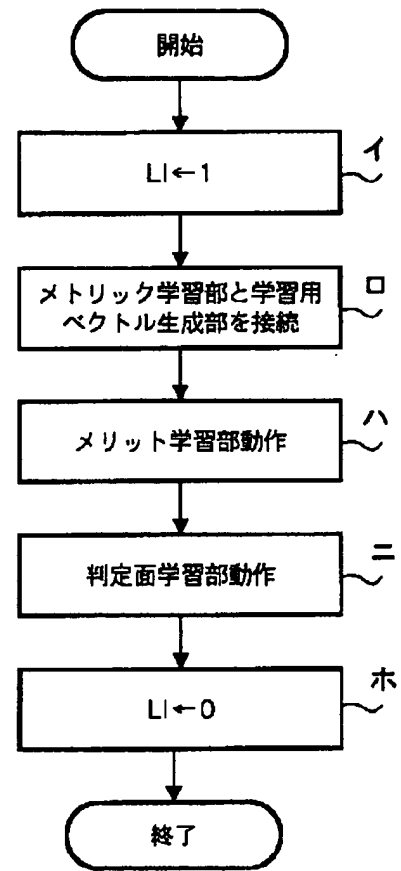 開始
LI←1
イ
メトリック学習部と学習用
ベクトル生成部を接続
ロ
メリット学習部動作
ハ
判定面学習部動作
ニ
LI←0
ホ
終了